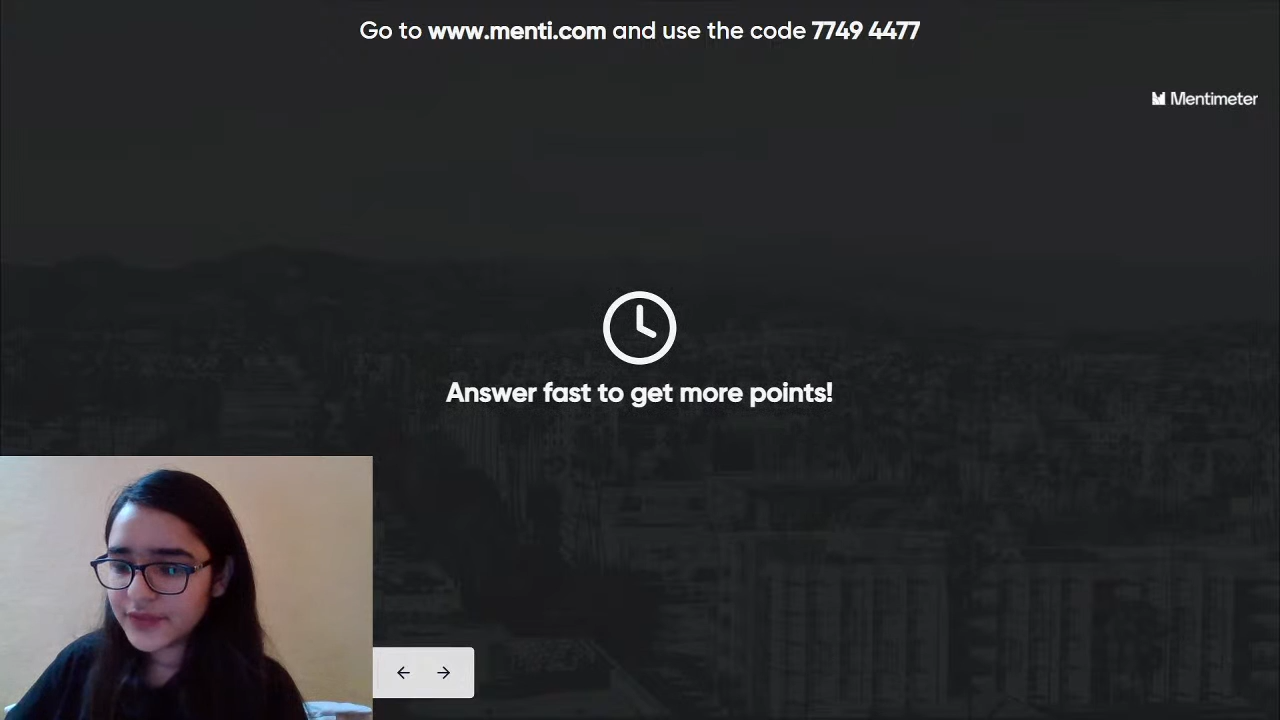 Go to www.menti.com and use the code 7749 4477
Mentimeter
Answer fast to get more points!